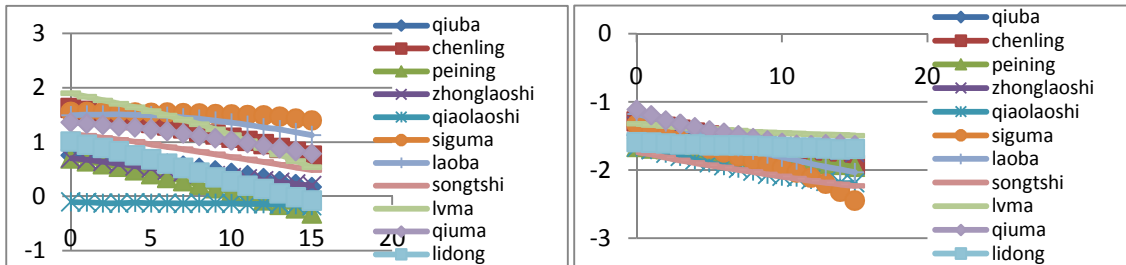 3
2
1
0
-1
0
5
10
15
20
qiuba
chenling
peining
zhonglaoshi
qiaolaoshi
siguma
laoba
songtshi
lvma
qiuma
lidong
0
-1
-2
-3
0
10
20
qiuba
chenling
peining
zhonglaoshi
qiaolaoshi
siguma
laoba
songtshi
lvma
qiuma
lidong